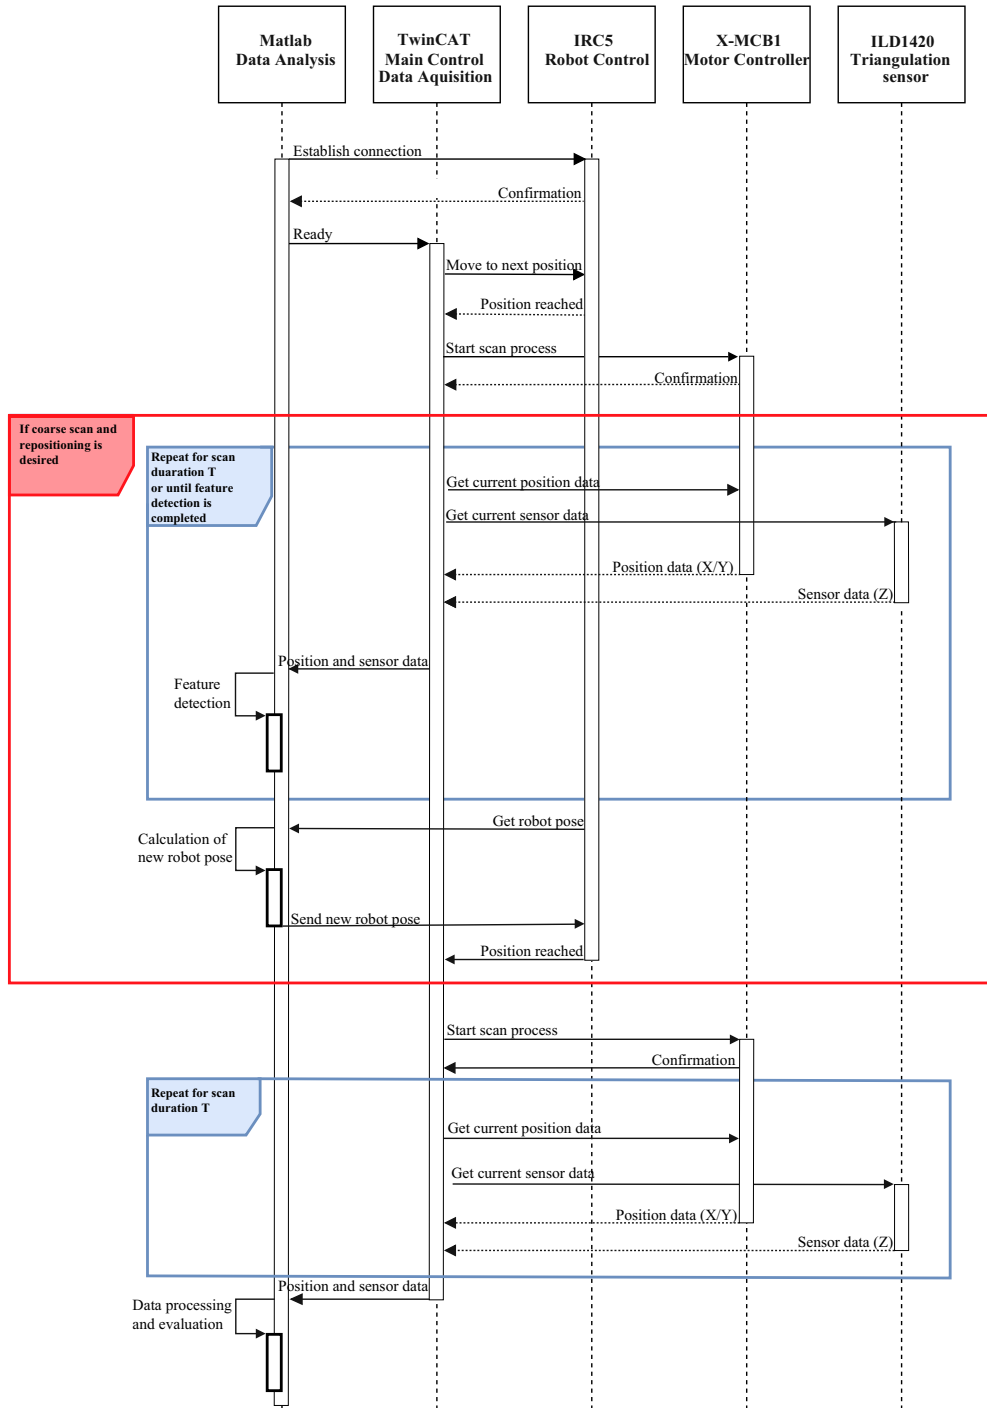 Matlab
Data Analysis
TwinCAT
Main Control
Data Aquisition
IRC5
Robot Control
X-MCB1
Motor Controller
ILD1420
Triangulation
sensor
Establish connection
Confirmation
Ready
Move to next position
Position reached
Start scan process
Confirmation
If coarse scan and
repositioning is
desired
Repeat for scan
duaration T
or until feature
detection is
completed
Get current position data
Get current sensor data
Position data (X/Y)
Sensor data (Z)
Position and sensor data
Feature
detection
Get robot pose
Calculation of
new robot pose
Send new robot pose
Position reached
Start scan process
Confirmation
Repeat for scan
duration T
Get current position data
Get current sensor data
Position data (X/Y)
Sensor data (Z)
Position and sensor data
Data processing
and evaluation